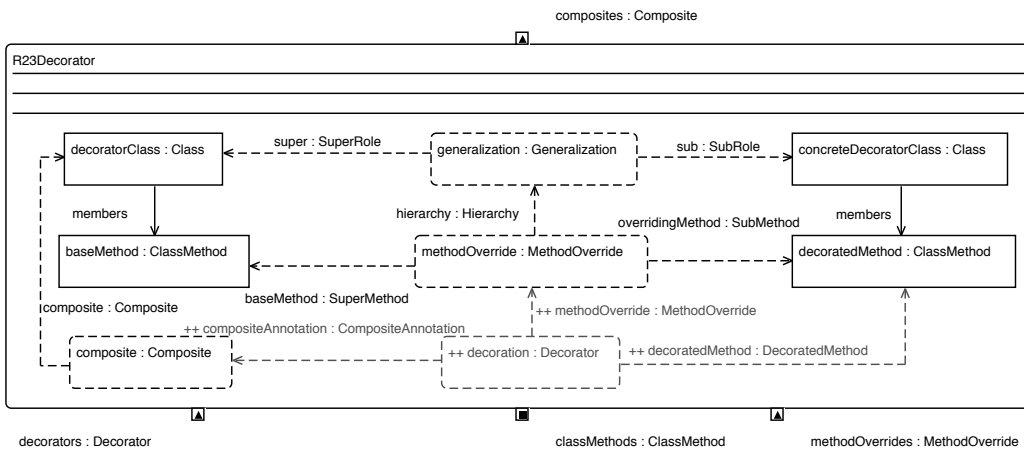 composites : Composite
R23Decorator
decoratorClass : Class
super : SuperRole
generalization : Generalization
sub : SubRole
concreteDecoratorClass : Class
members
hierarchy : Hierarchy
overridingMethod : SubMethod
members
baseMethod : ClassMethod
methodOverride : MethodOverride
decoratedMethod : ClassMethod
baseMethod : SuperMethod
composite : Composite
++ methodOverride : MethodOverride
++ compositeAnnotation : CompositeAnnotation
composite : Composite
++ decoration : Decorator
++ decoratedMethod : DecoratedMethod
decorators : Decorator
classMethods : ClassMethod
methodOverrides : MethodOverride